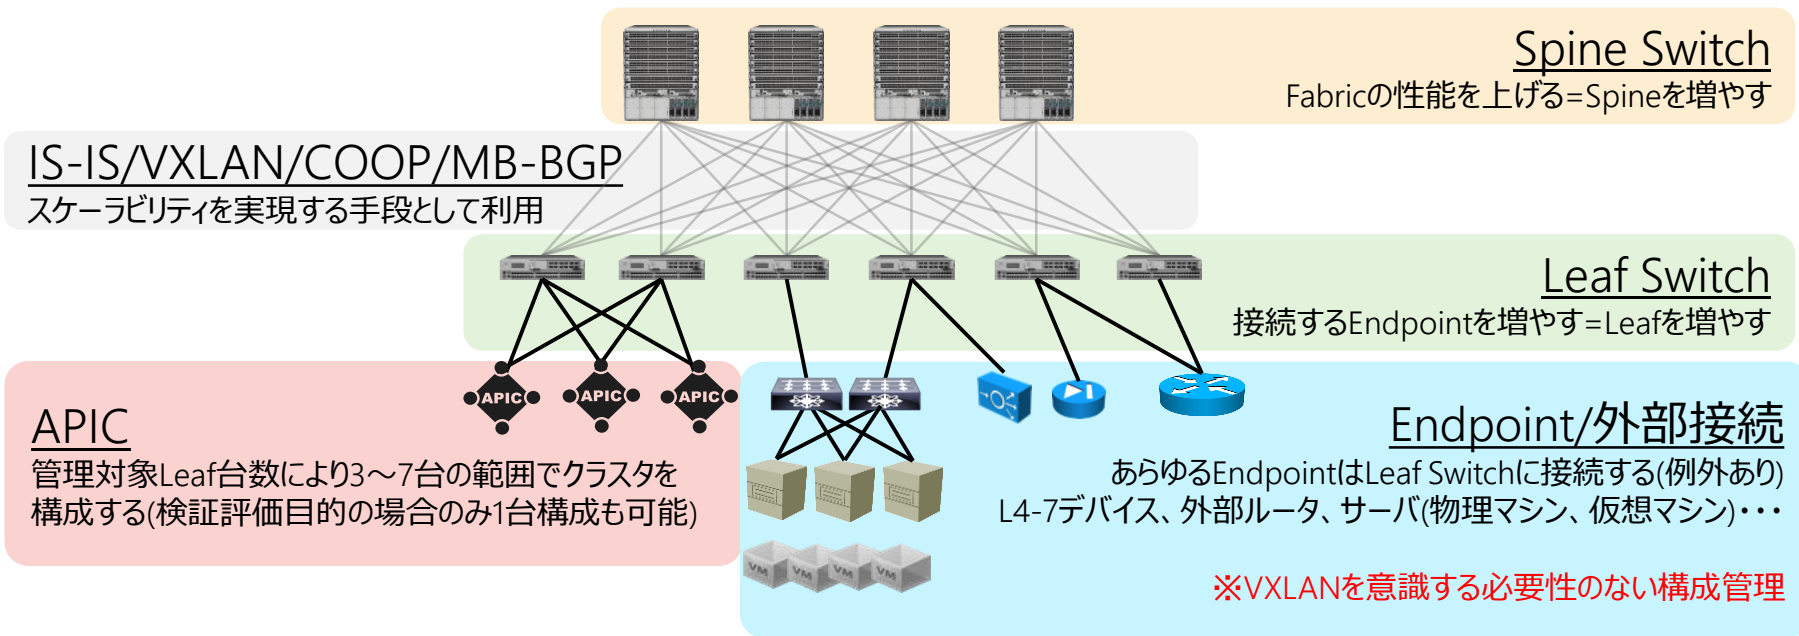 Spine Switch
Fabricの性能を上げる=Spineを増やす
IS-IS/VXLAN/COOP/MB-BGP
スケーラビリティを実現する手段として利用
Leaf Switch
接続するEndpointを増やす=Leafを増やす
APIC
APIC
APIC
APIC
管理対象Leaf台数により3～7台の範囲でクラスタを
構成する(検証評価目的の場合のみ1台構成も可能)
Endpoint/外部接続
あらゆるEndpointはLeaf Switchに接続する(例外あり)
L4-7デバイス、外部ルータ、サーバ(物理マシン、仮想マシン)・・・
VM
VM
VM
VM
※VXLANを意識する必要性のない構成管理